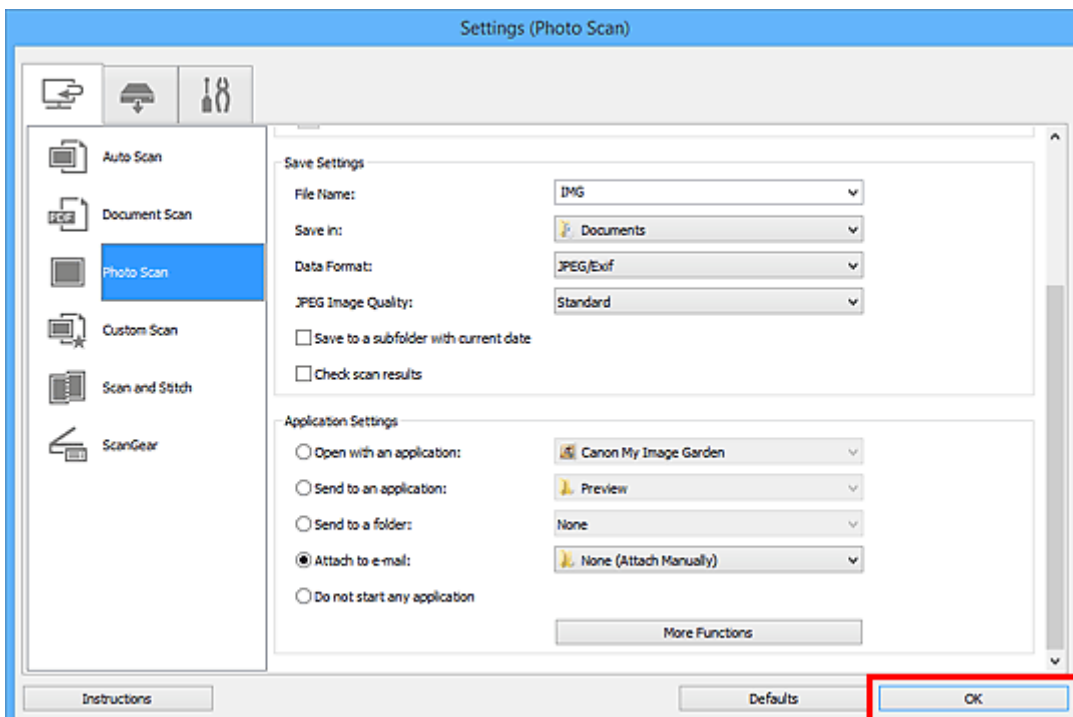 Settings (Photo Scan)
Auto Scan
PDF
Document Scan
Photo Scan
Custom Scan
Scan and Stitch
ScanGear
Save Settings
File Name: IMG
Save in: Documents
Data Format: JPEG/Exif
JPEG Image Quality: Standard
Save to a subfolder with current date
Check scan results
Application Settings
Open with an application: Canon My Image Garden
Send to an application: Preview
Send to a folder: None
Attach to e-mail: None (Attach Manually)
Do not start any application
More Functions
Instructions Defaults OK